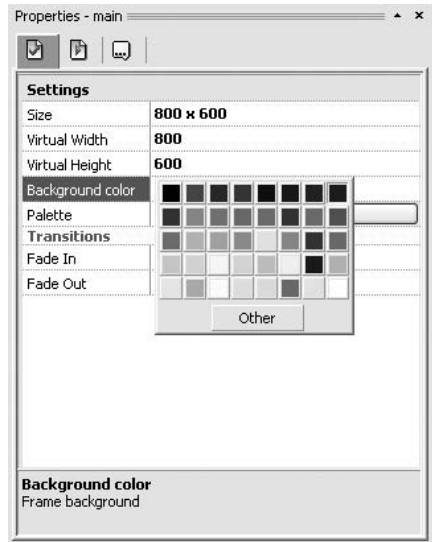 Properties - main
Settings
Size 800 x 600
Virtual Width 800
Virtual Height 600
Background color
Palette
Transitions
Fade In
Fade Out
Other
Background color
Frame background